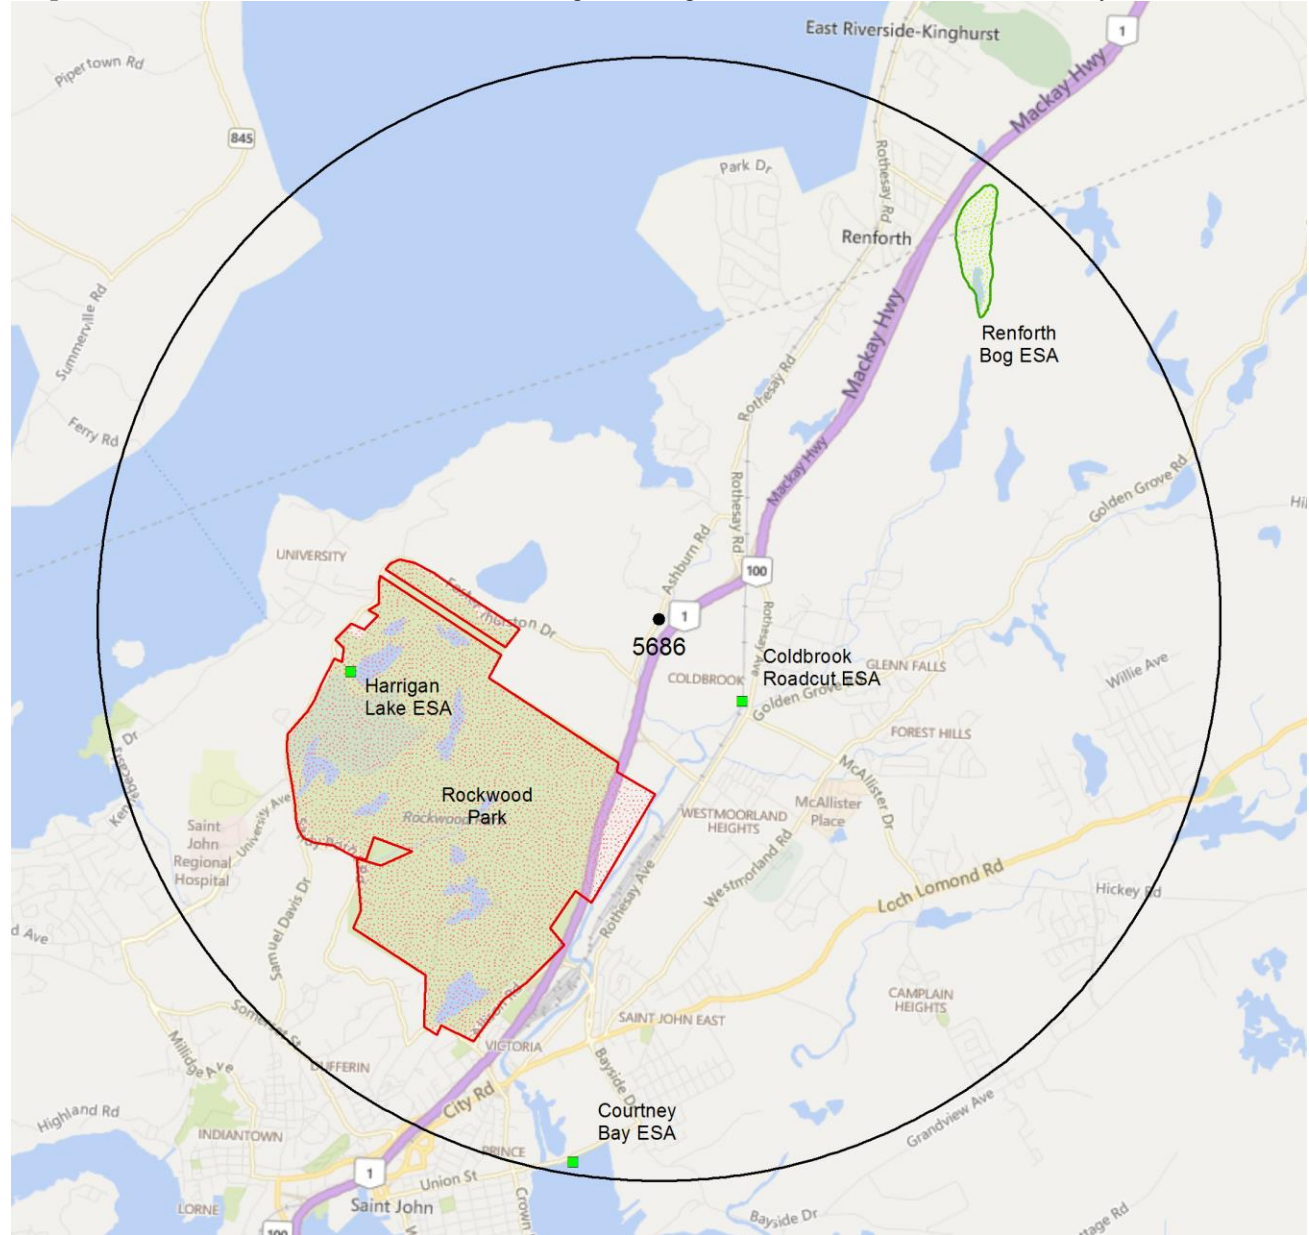 East Riverside-Kinghurst
1
Mackay Hwy
Pipertown Rd
845
Park Dr
Rothesay Rd
Renforth
Summerville Rd
Mackay Hwy
Renforth
Bog ESA
Rothesay Rd
Ferry Rd
Mackay Hwy
Rothesay Rd
Golden Grove Rd
UNIVERSITY
Ashburn Rd
100
1
5686
Rothesay Ave
Coldbrook
Roadcut ESA
COLDBROOK
GLENN FALLS
Golden Grove
Willie Ave
Harrigan
Lake ESA
FOREST HILLS
Dr
McAllister Dr
Rockwood
Park
McAllister
Place
WESTMOORLAND
HEIGHTS
University Ave
Saint
John
Regional
Hospital
Westmorland Rd
Rothesay Ave
Loch Lomond Rd
Hickey Rd
d Ave
Samuel Davis Dr
CAMPLAIN
HEIGHTS
Somerset St
SAINT JOHN EAST
VICTORIA
Millidge Ave
DUFFERIN
Bayside Dr
City Rd
Highland Rd
Courtney
Bay ESA
Grandview Ave
INDIANTOWN
PRINCE
1
Union St
Crown
Saint John
LORNE
Bayside Dr
100